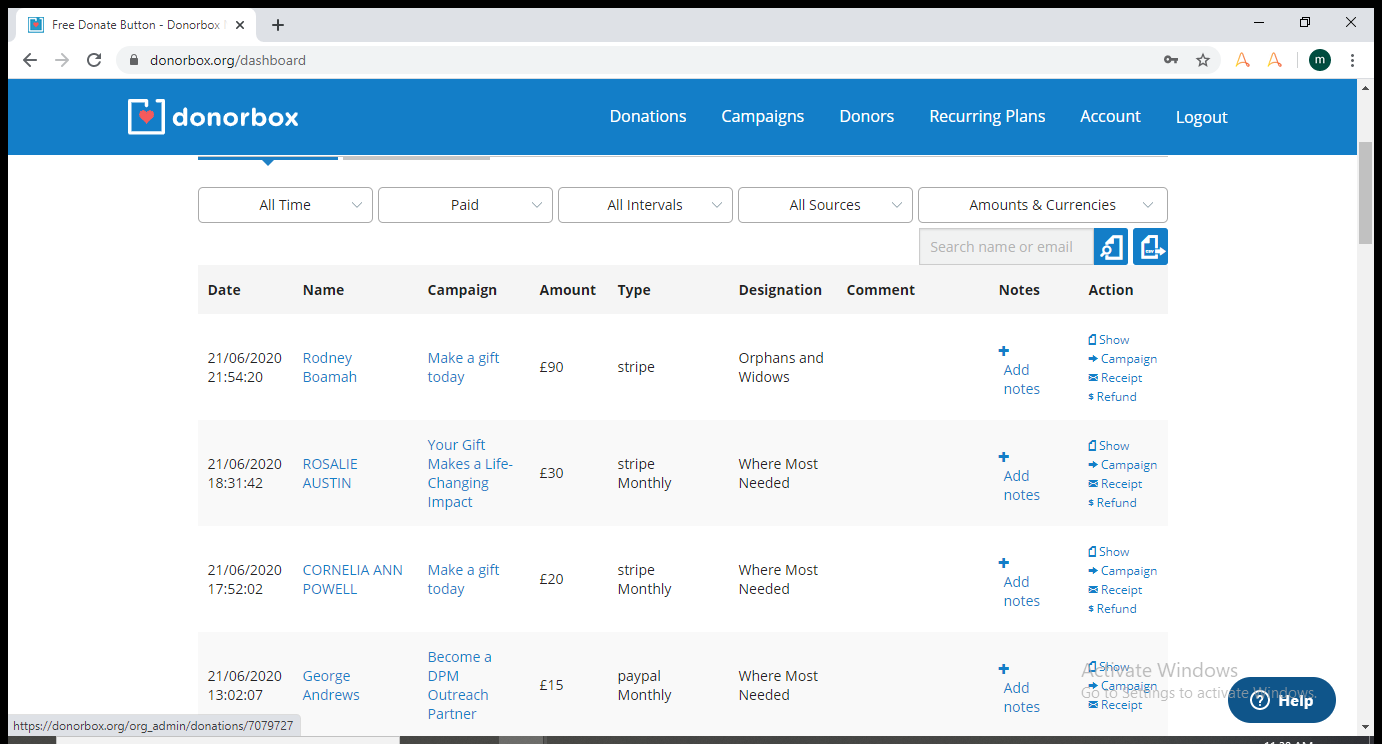 Free Donate Button - Donorbox
donorbox.org/dashboard
m
donorbox
Donations Campaigns Donors Recurring Plans Account Logout
All Time Paid All Intervals All Sources Amounts & Currencies
Search name or email
Date Name Campaign Amount Type Designation Comment Notes Action
21/06/2020
21:54:20
Rodney
Boamah
Make a gift
today
£90
stripe
Orphans and
Widows
Add
notes
Show
Campaign
Receipt
Refund
21/06/2020
18:31:42
ROSALIE
AUSTIN
Your Gift
Makes a Life-
Changing
Impact
£30
stripe
Monthly
Where Most
Needed
Add
notes
Show
Campaign
Receipt
Refund
21/06/2020
17:52:02
CORNELIA ANN
POWELL
Make a gift
today
£20
stripe
Monthly
Where Most
Needed
Add
notes
Show
Campaign
Receipt
Refund
21/06/2020
13:02:07
George
Andrews
Become a
DPM
Outreach
Partner
£15
paypal
Monthly
Where Most
Needed
Add
notes
Show
Campaign
Receipt
Activate Windows
Go to Settings to activate Windows.
Help
https://donorbox.org/org_admin/donations/7079727